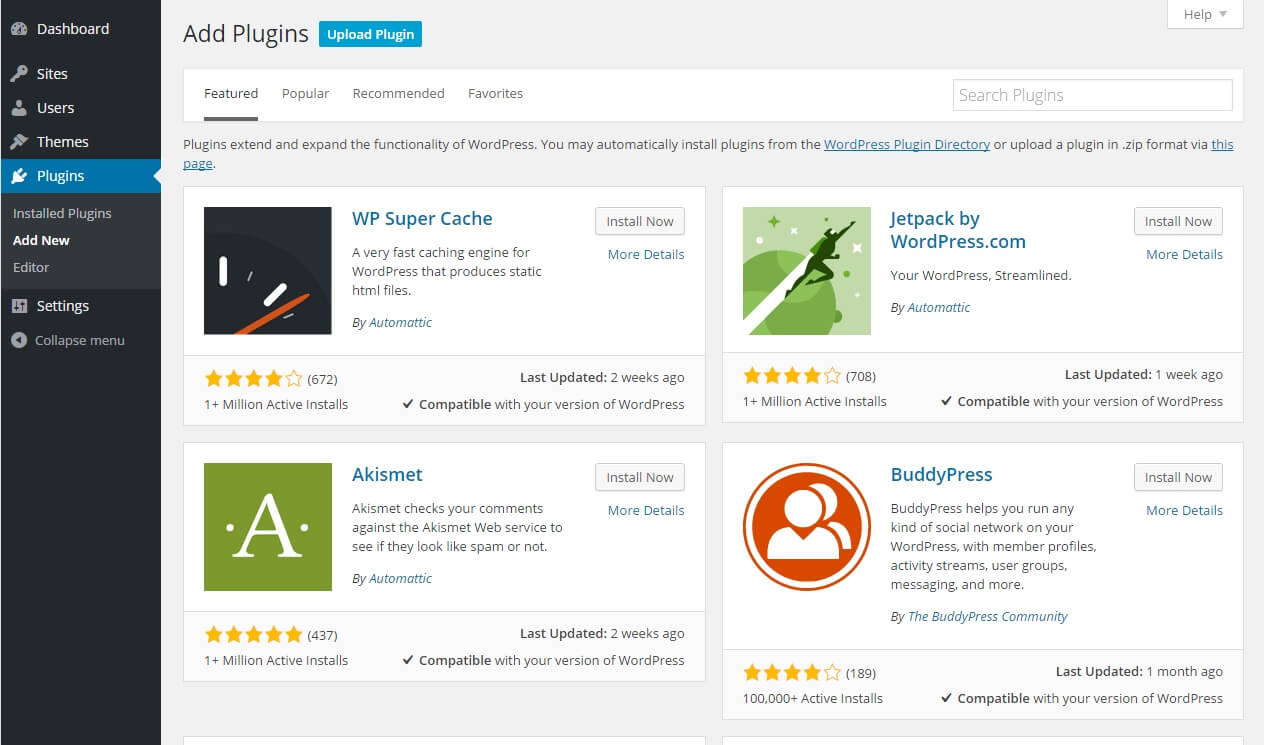 Dashboard
Sites
Users
Themes
Plugins
Installed Plugins
Add New
Editor
Settings
Collapse menu
Help
Add Plugins
Upload Plugin
Featured
Popular
Recommended
Favorites
Search Plugins
Plugins extend and expand the functionality of WordPress. You may automatically install plugins from the WordPress Plugin Directory or upload a plugin in .zip format via this
page.
WP Super Cache
Install Now
More Details
A very fast caching engine for
WordPress that produces static
html files.
By Automattic
(672)
Last Updated: 2 weeks ago
1+ Million Active Installs
✔ Compatible with your version of WordPress
Jetpack by
WordPress.com
Install Now
More Details
Your WordPress, Streamlined.
By Automattic
(708)
Last Updated: 1 week ago
1+ Million Active Installs
✔ Compatible with your version of WordPress
·A·
Akismet
Install Now
More Details
Akismet checks your comments
against the Akismet Web service to
see if they look like spam or not.
By Automattic
(437)
Last Updated: 2 weeks ago
1+ Million Active Installs
✔ Compatible with your version of WordPress
BuddyPress
Install Now
More Details
BuddyPress helps you run any
kind of social network on your
WordPress, with member profiles,
activity streams, user groups,
messaging, and more.
By The BuddyPress Community
(189)
Last Updated: 1 month ago
100,000+ Active Installs
✔ Compatible with your version of WordPress